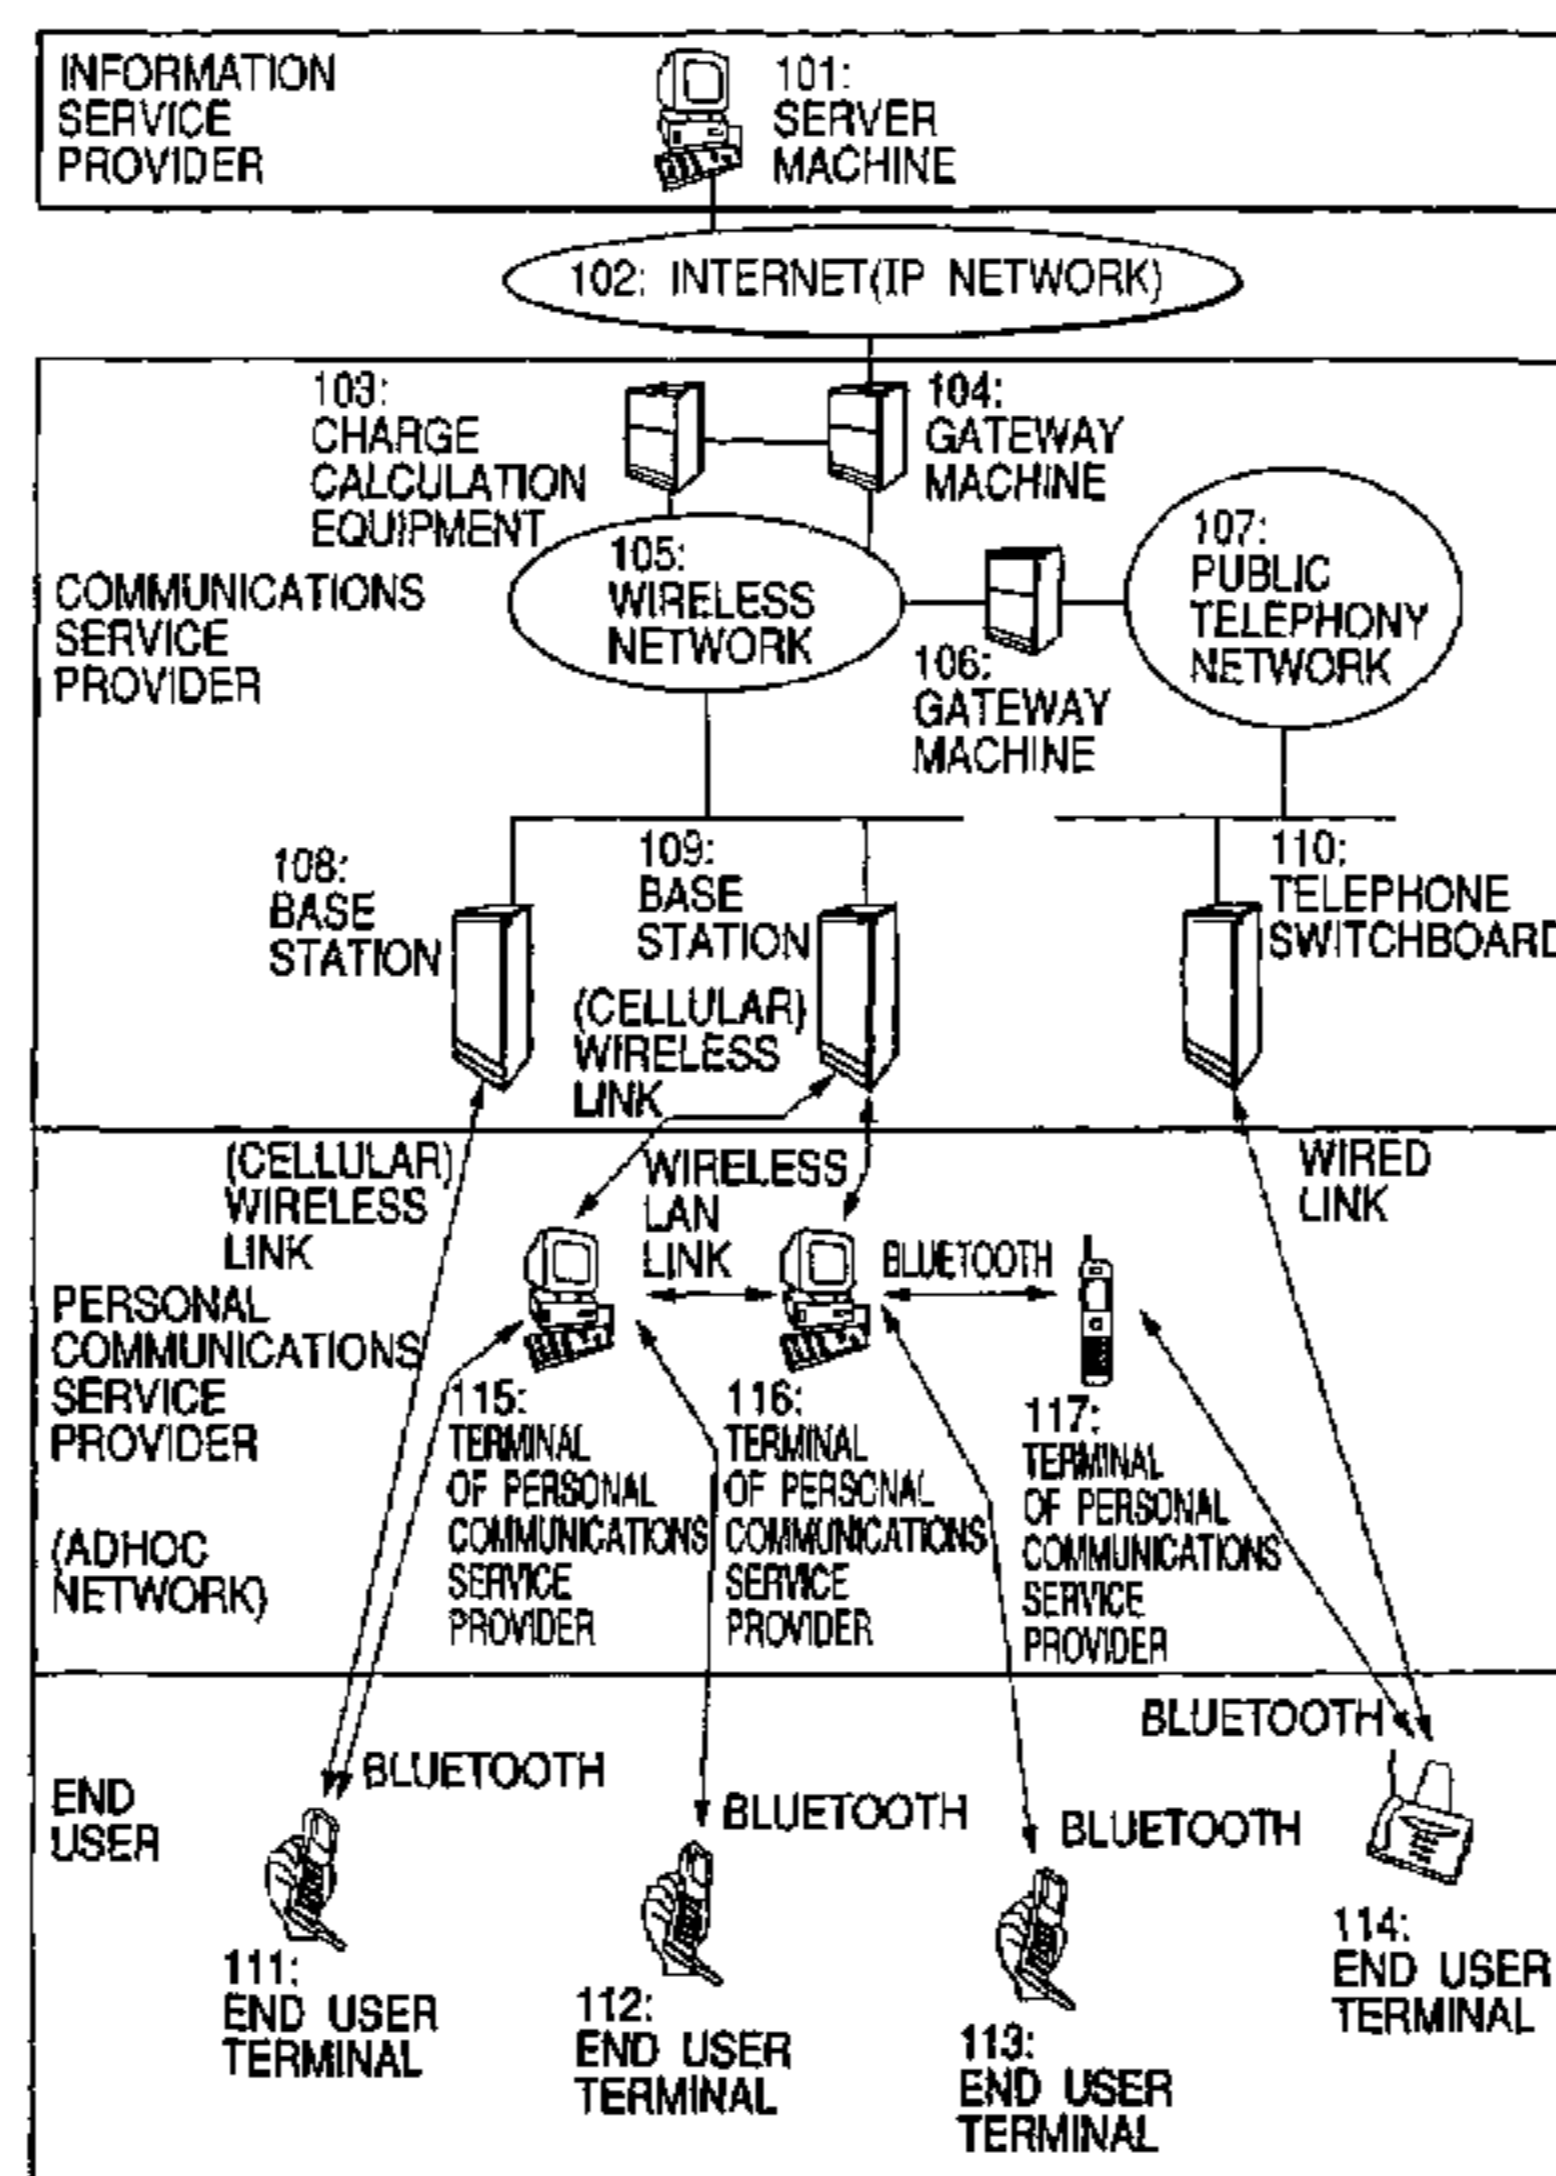 INFORMATION
SERVICE
PROVIDER
101:
SERVER
MACHINE
102: INTERNET(IP NETWORK)
103:
CHARGE
CALCULATION
EQUIPMENT
104:
GATEWAY
MACHINE
COMMUNICATIONS
SERVICE
PROVIDER
105:
WIRELESS
NETWORK
106:
GATEWAY
MACHINE
107:
PUBLIC
TELEPHONY
NETWORK
108:
BASE
STATION
109:
BASE
STATION
(CELLULAR)
WIRELESS
LINK
110:
TELEPHONE
SWITCHBOARD
(CELLULAR)
WIRELESS
LINK
WIRELESS
LAN
LINK
BLUETOOTH
WIRED
LINK
PERSONAL
COMMUNICATIONS
SERVICE
PROVIDER
(ADHOC
NETWORK)
115:
TERMINAL
OF PERSONAL
COMMUNICATIONS
SERVICE
PROVIDER
116:
TERMINAL
OF PERSONAL
COMMUNICATIONS
SERVICE
PROVIDER
117:
TERMINAL
OF PERSONAL
COMMUNICATIONS
SERVICE
PROVIDER
END
USER
BLUETOOTH
BLUETOOTH
BLUETOOTH
BLUETOOTH
111:
END USER
TERMINAL
112:
END USER
TERMINAL
113:
END USER
TERMINAL
114:
END USER
TERMINAL